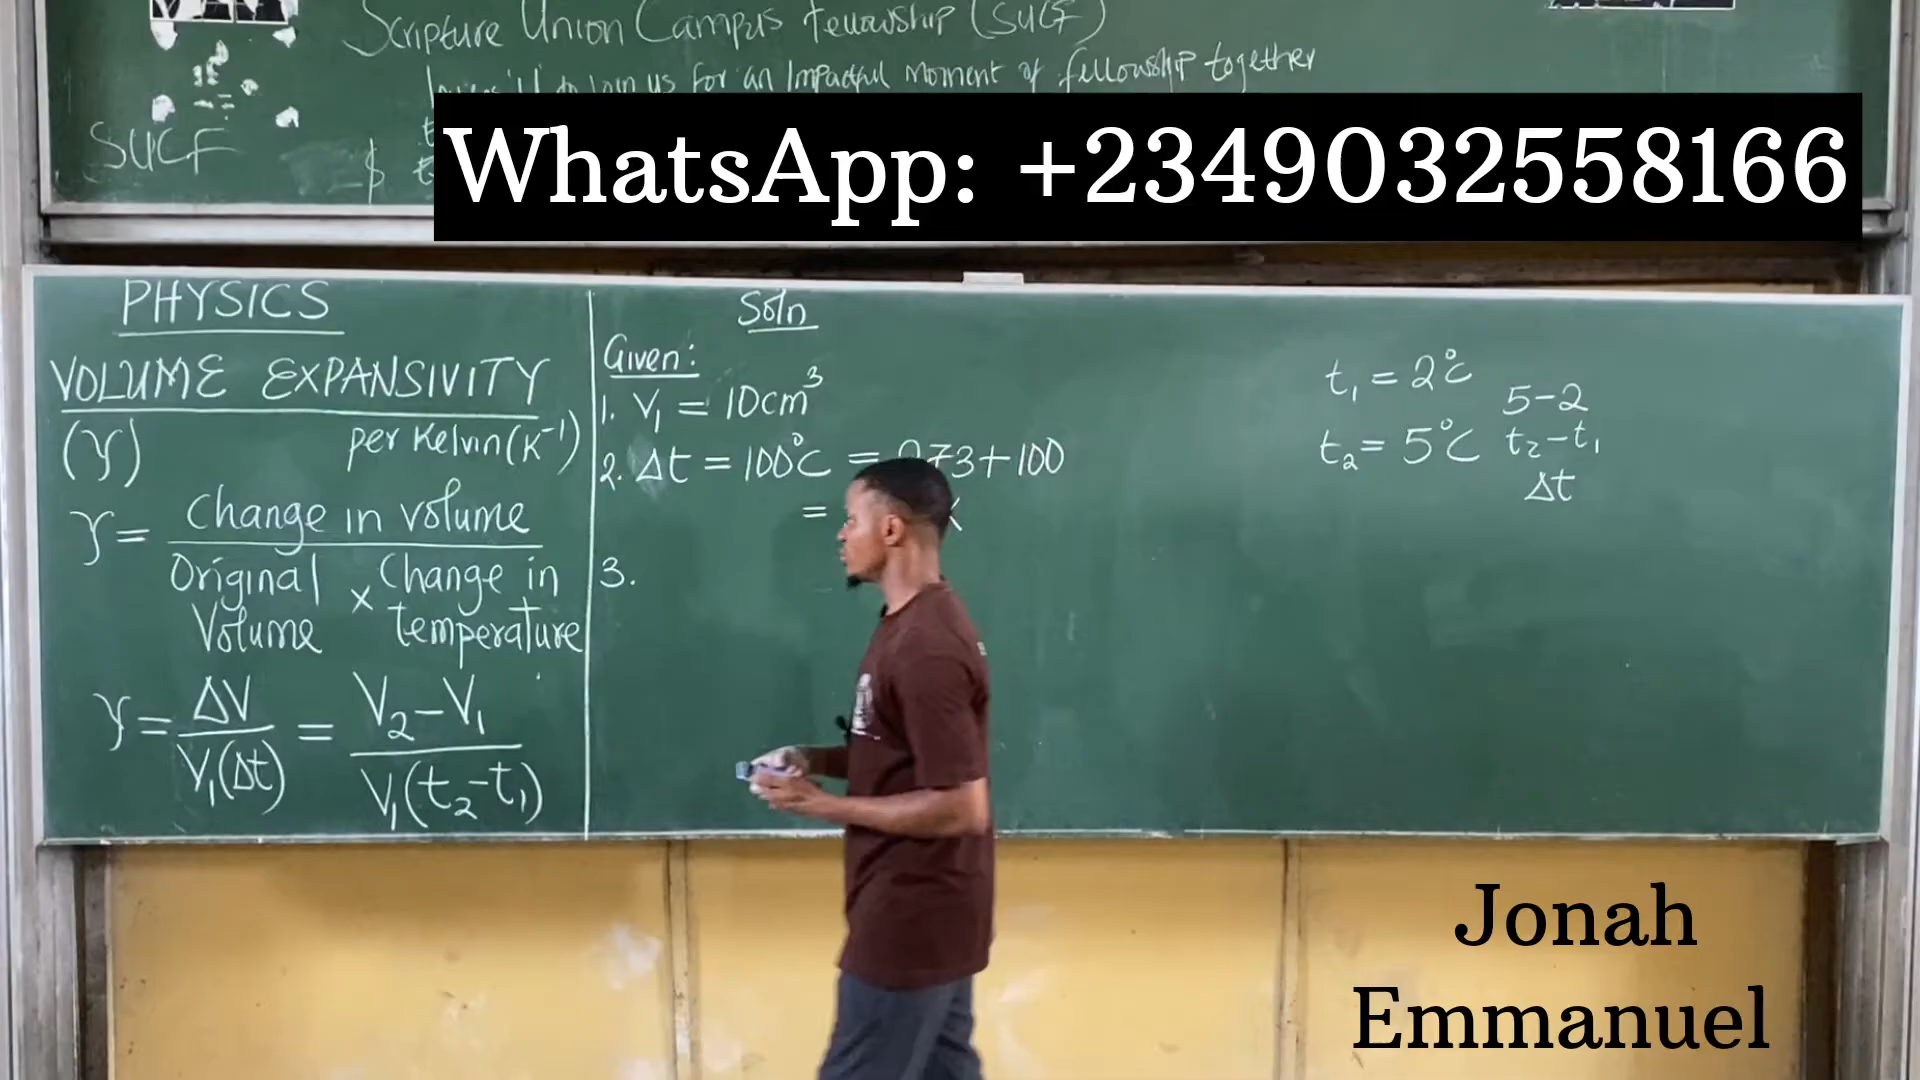 Scripture Union Campus Fellowship (SUCF)
to join us for an Impactful Moment of fellowship together
SUCF
WhatsApp: +2349032558166
PHYSICS
VOLUME EXPANSIVITY
(γ) per Kelvin (K⁻¹)
γ = Change in volume
Original Volume × Change in temperature
γ = ΔV / V₁(Δt) = V₂ – V₁ / V₁(t₂ – t₁)
Soln
Given:
1. V₁ = 10cm³
2. Δt = 100°C = 273 + 100
=
3.
t₁ = 2°C
5 – 2
t₂ = 5°C t₂ – t₁
Δt
Jonah
Emmanuel